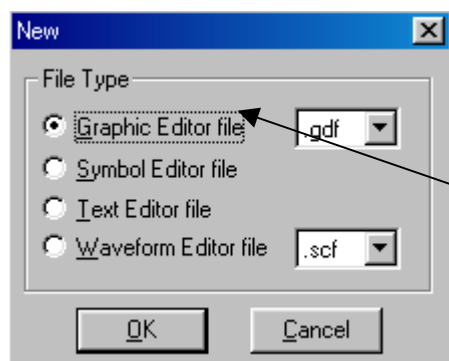 New
File Type
Graphic Editor file .gdf
Symbol Editor file
Text Editor file
Waveform Editor file .scf
OK Cancel